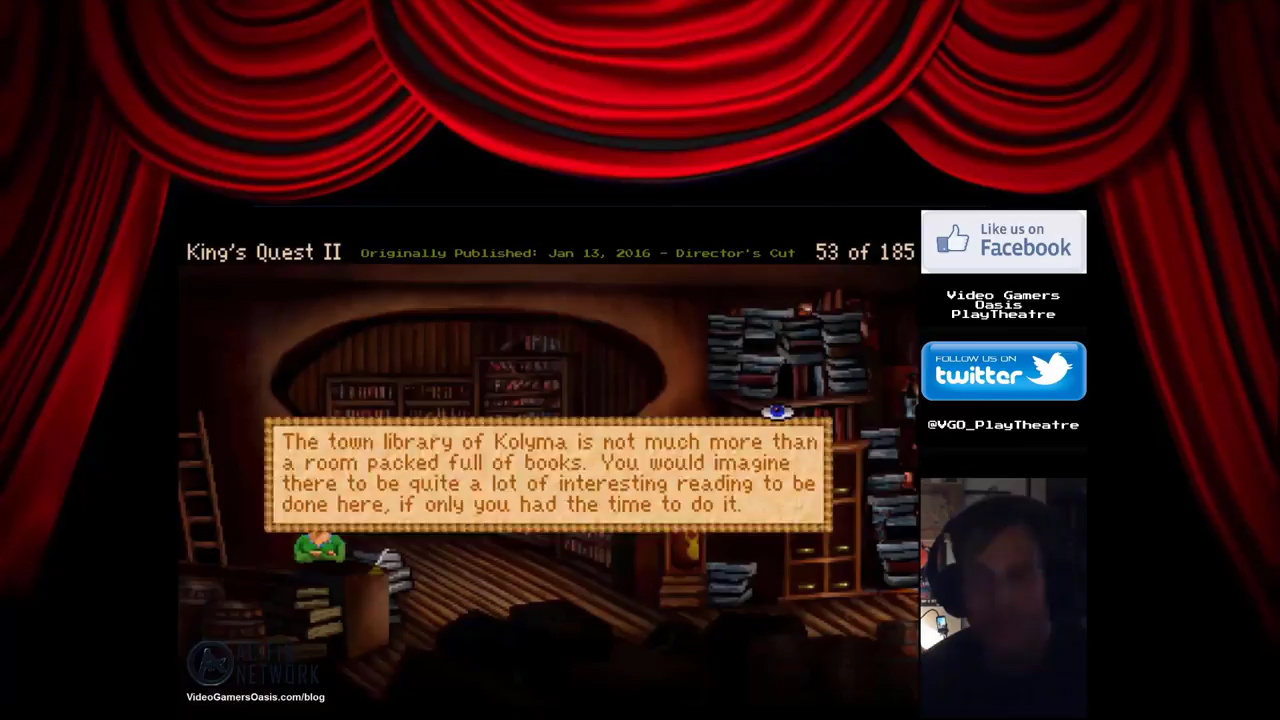 King's Quest II
Originally Published: Jan 13, 2016 - Director's Cut
53 of 185
Like us on
Facebook
Video Gamers
Oasis
PlayTheatre
FOLLOW US ON
twitter
@VGO_PlayTheatre
The town library of Kolyma is not much more than
a room packed full of books. You would imagine
there to be quite a lot of interesting reading to be
done here, if only you had the time to do it.
NETWORK
VideoGamersOasis.com/blog